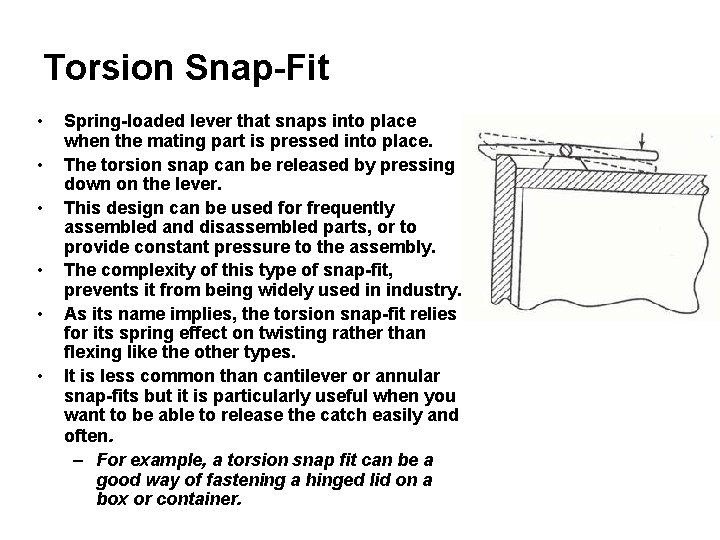 Torsion Snap-Fit
• Spring-loaded lever that snaps into place
when the mating part is pressed into place.
• The torsion snap can be released by pressing
down on the lever.
• This design can be used for frequently
assembled and disassembled parts, or to
provide constant pressure to the assembly.
• The complexity of this type of snap-fit,
prevents it from being widely used in industry.
• As its name implies, the torsion snap-fit relies
for its spring effect on twisting rather than
flexing like the other types.
• It is less common than cantilever or annular
snap-fits but it is particularly useful when you
want to be able to release the catch easily and
often.
– For example, a torsion snap fit can be a
good way of fastening a hinged lid on a
box or container.